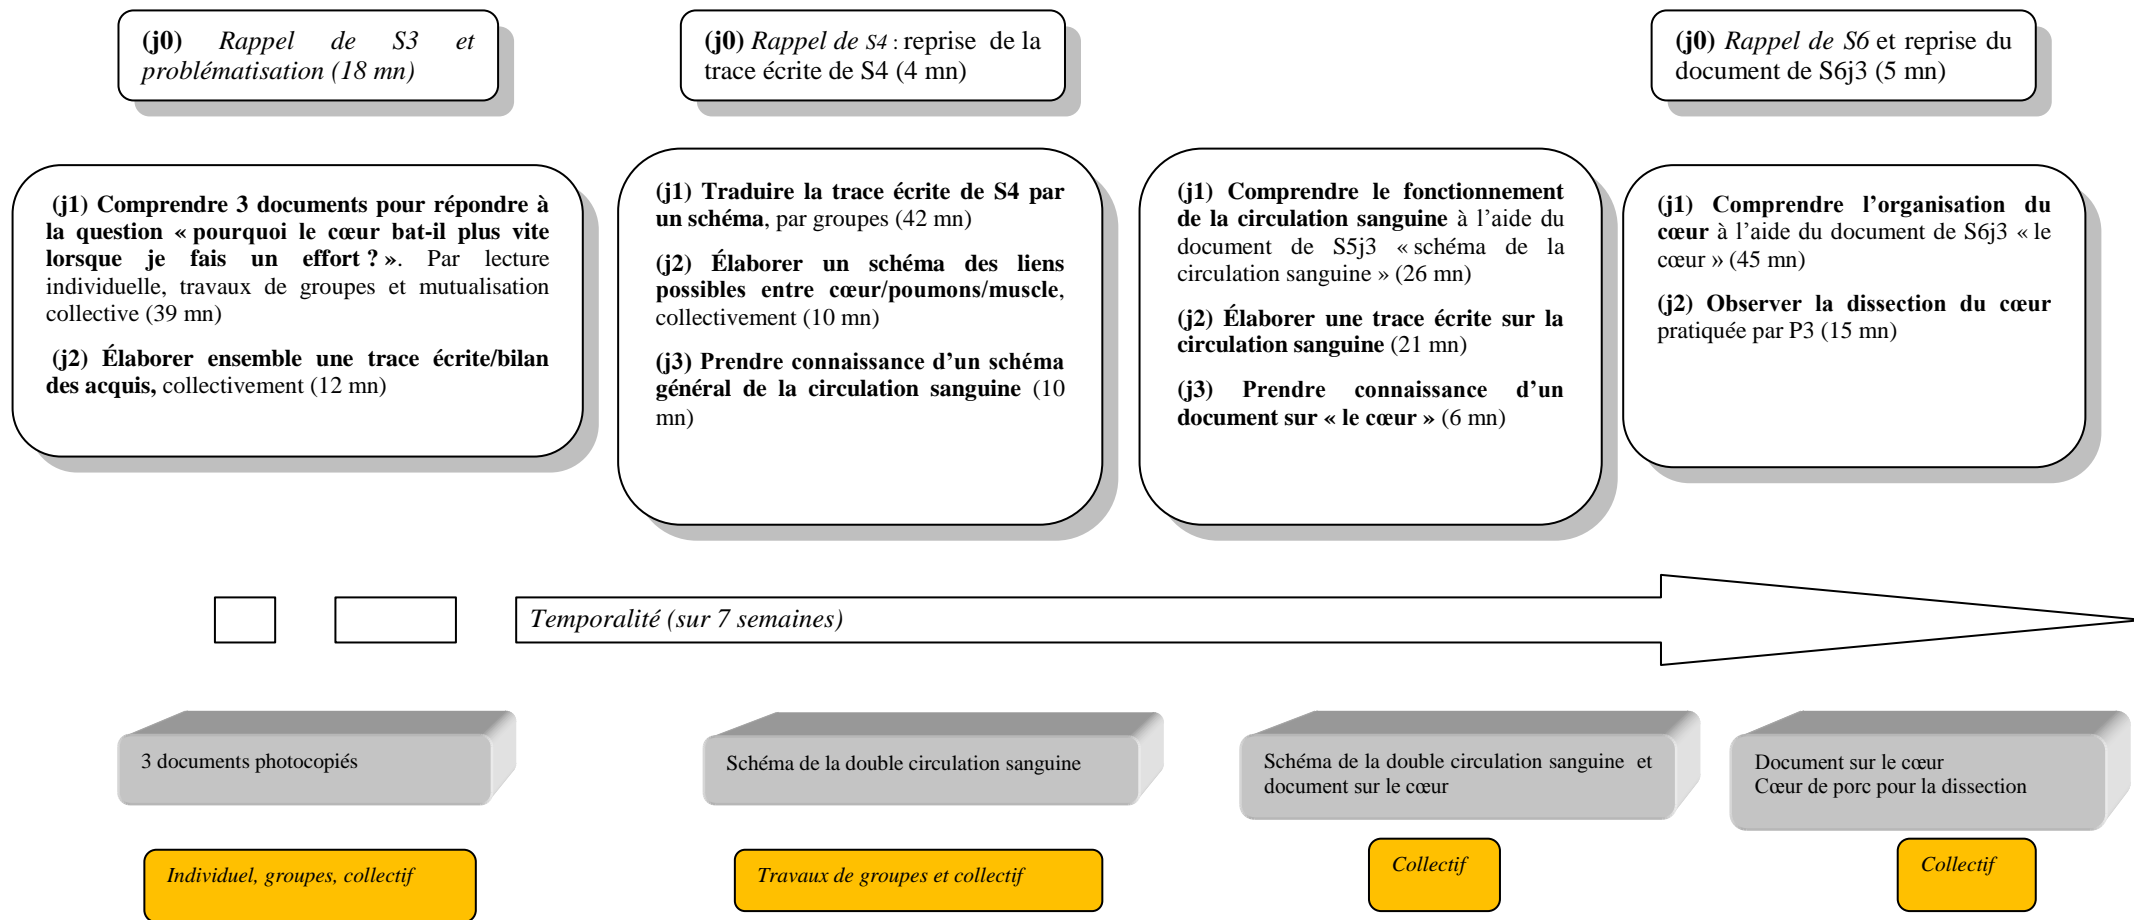 (j0) Rappel de S3 et
problématisation (18 mn)
(j0) Rappel de S4 : reprise de la
trace écrite de S4 (4 mn)
(j0) Rappel de S6 et reprise du
document de S6j3 (5 mn)
(j1) Comprendre 3 documents pour répondre à
la question « pourquoi le cœur bat-il plus vite
lorsque je fais un effort ? ». Par lecture
individuelle, travaux de groupes et mutualisation
collective (39 mn)
(j2) Élaborer ensemble une trace écrite/bilan
des acquis, collectivement (12 mn)
(j1) Traduire la trace écrite de S4 par
un schéma, par groupes (42 mn)
(j2) Élaborer un schéma des liens
possibles entre cœur/poumons/muscle,
collectivement (10 mn)
(j3) Prendre connaissance d’un schéma
général de la circulation sanguine (10
mn)
(j1) Comprendre le fonctionnement
de la circulation sanguine à l’aide du
document de S5j3 « schéma de la
circulation sanguine » (26 mn)
(j2) Élaborer une trace écrite sur la
circulation sanguine (21 mn)
(j3) Prendre connaissance d’un
document sur « le cœur » (6 mn)
(j1) Comprendre l’organisation du
cœur à l’aide du document de S6j3 « le
cœur » (45 mn)
(j2) Observer la dissection du cœur
pratiquée par P3 (15 mn)
Temporalité (sur 7 semaines)
3 documents photocopiés
Schéma de la double circulation sanguine
Schéma de la double circulation sanguine et
document sur le cœur
Document sur le cœur
Cœur de porc pour la dissection
Individuel, groupes, collectif
Travaux de groupes et collectif
Collectif
Collectif